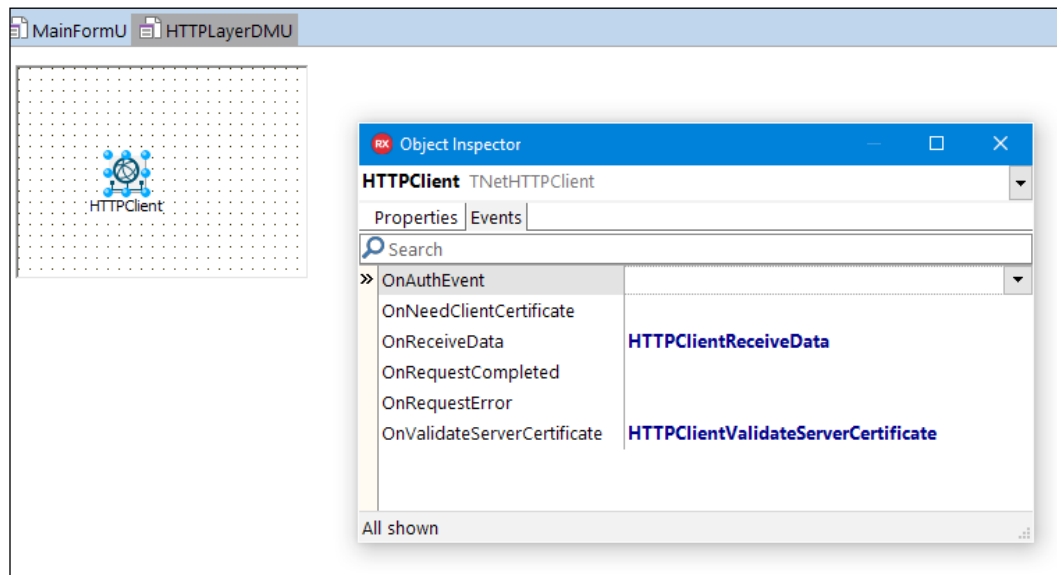 MainFormU HTTPLayerDMU
HTTPClient
RX Object Inspector
HTTPClient TNetHTTPClient
Properties Events
Search
OnAuthEvent
OnNeedClientCertificate
OnReceiveData HTTPClientReceiveData
OnRequestCompleted
OnRequestError
OnValidateServerCertificate HTTPClientValidateServerCertificate
All shown